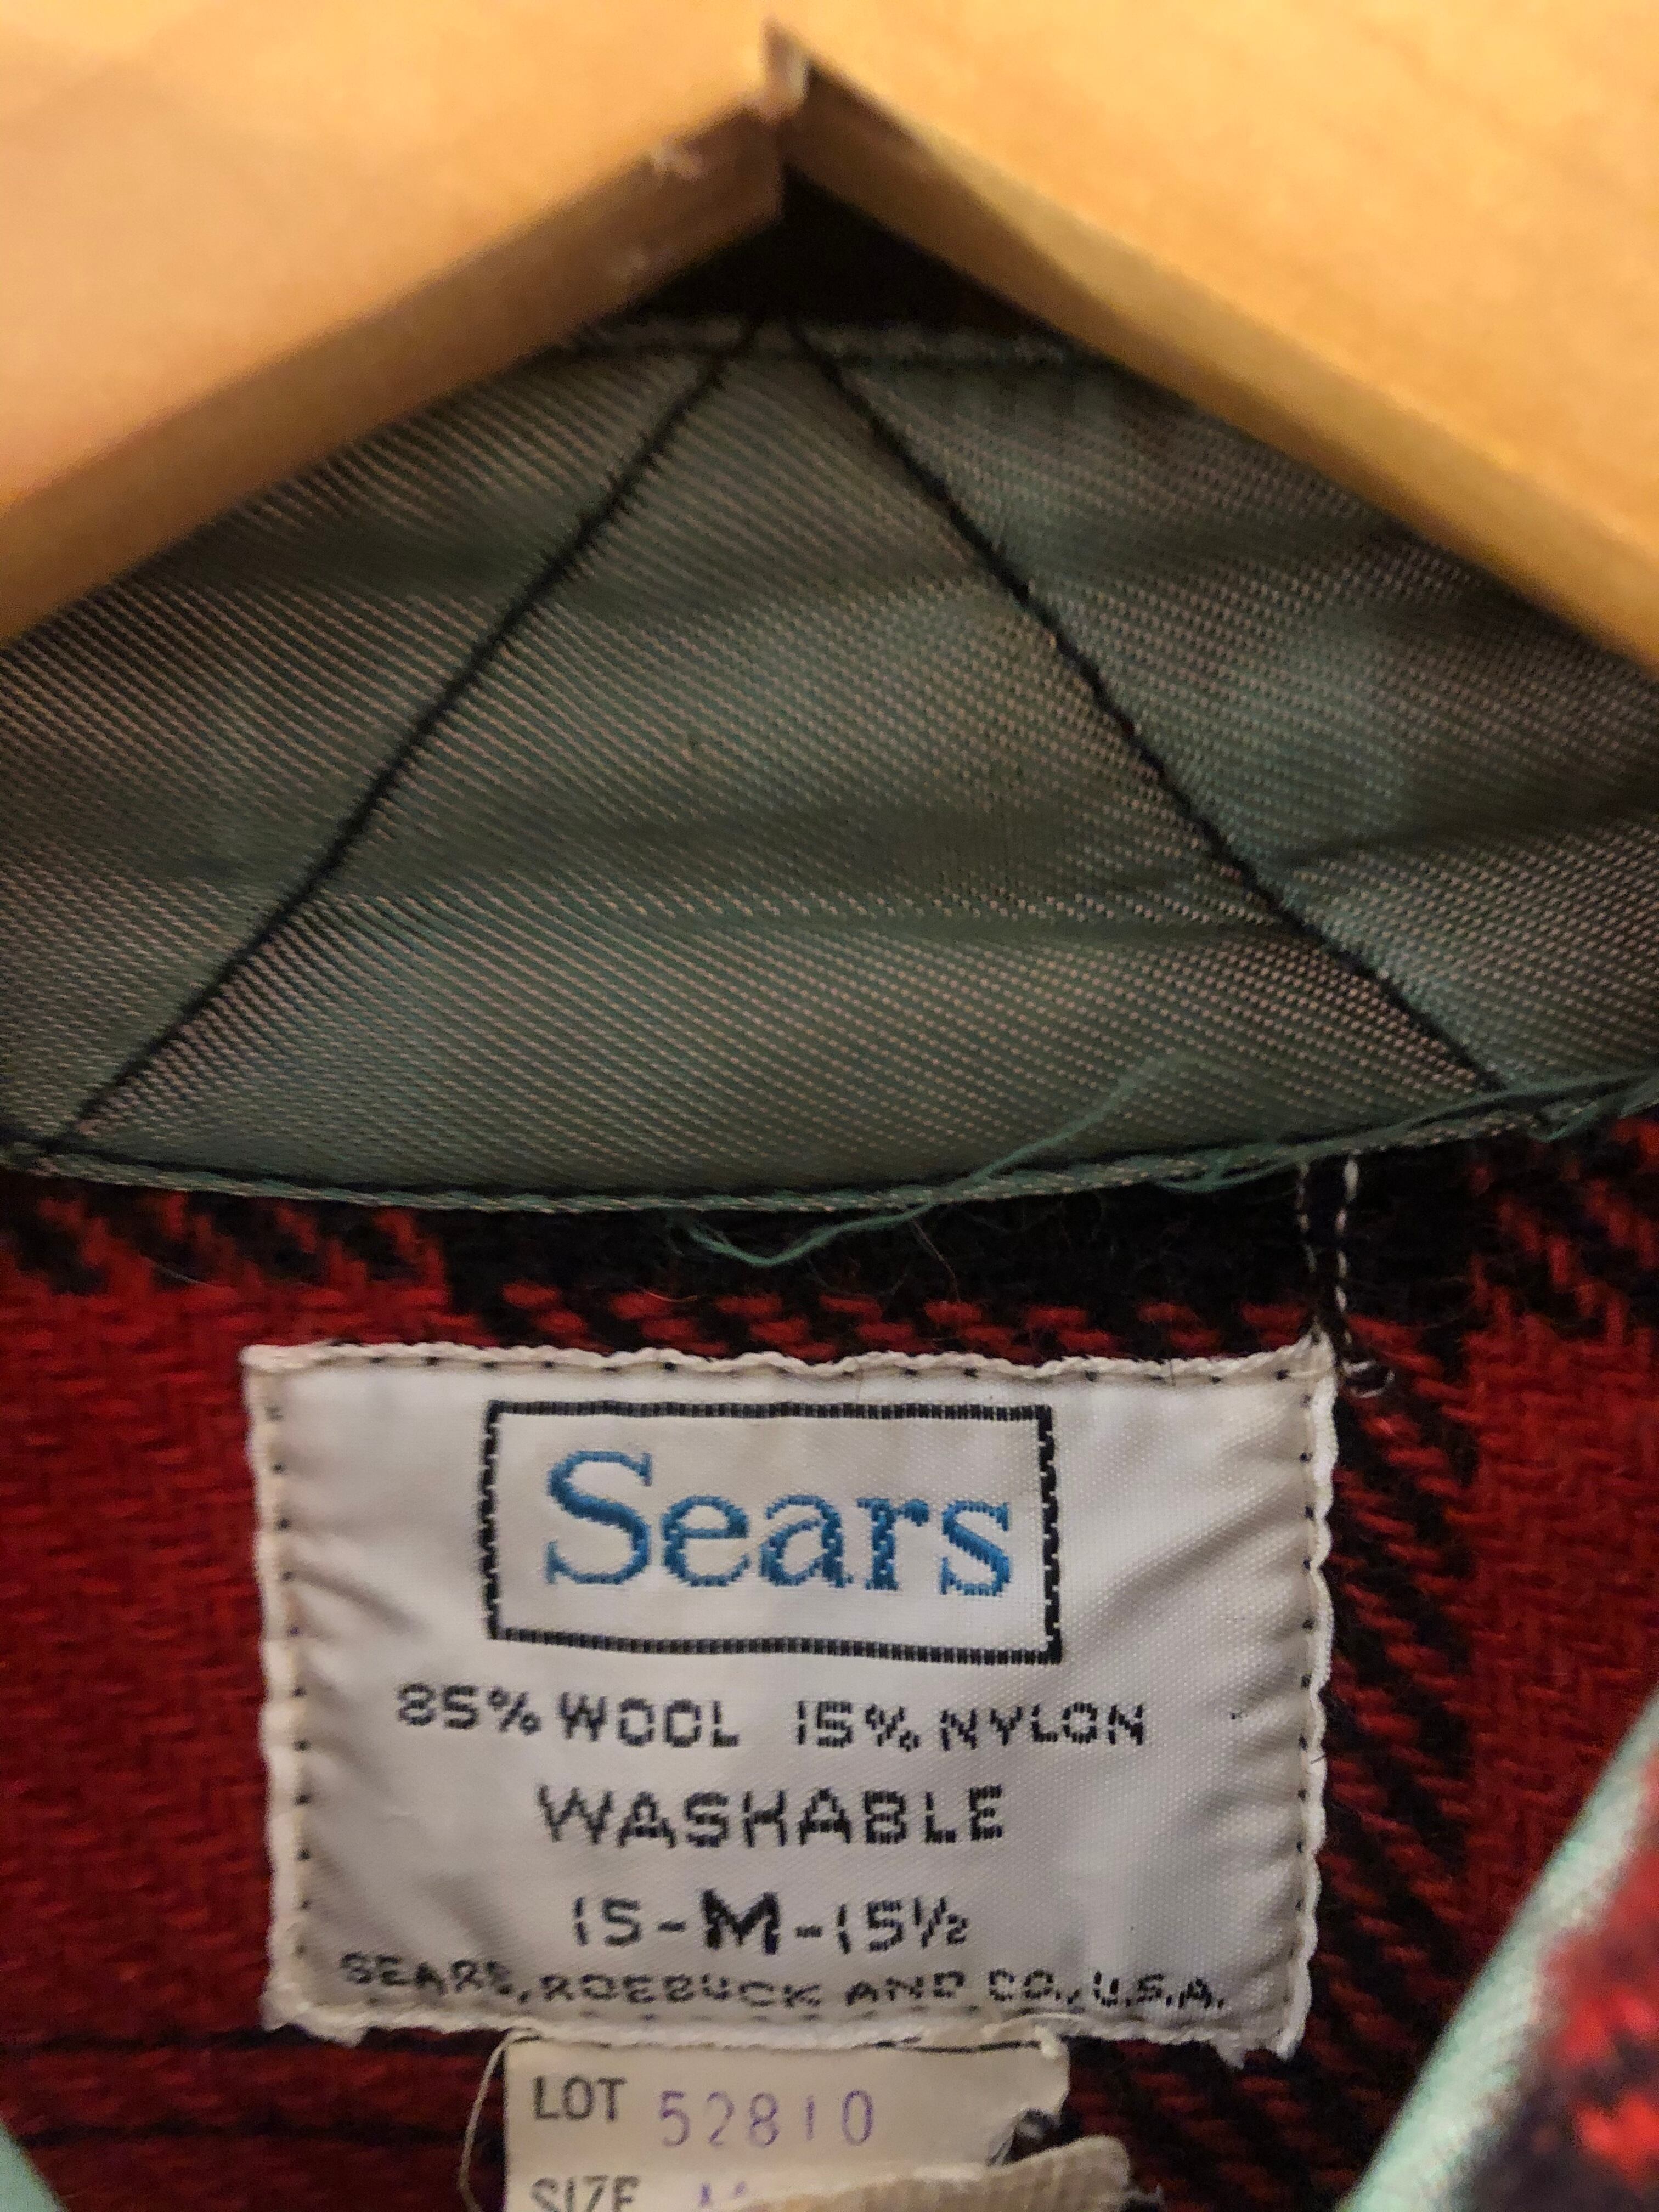 Sears
85% WOOL 15% NYLON
WASHABLE
15-M-15½
SEARS, ROEBUCK AND CO., U.S.A.
LOT 52810
SIZE